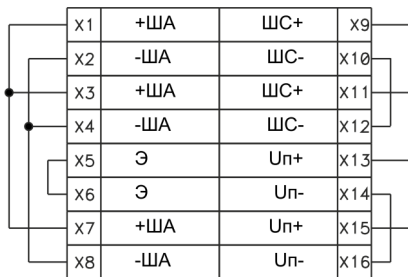 X1 +ША ШС+ X9
X2 -ША ШС- X10
X3 +ША ШС+ X11
X4 -ША ШС- X12
X5 Э Uп+ X13
X6 Э Uп- X14
X7 +ША Uп+ X15
X8 -ША Uп- X16